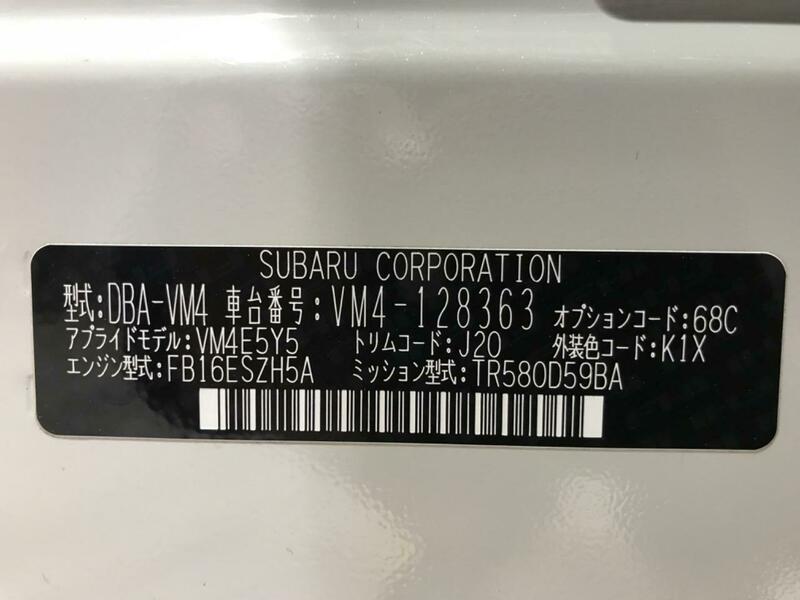 SUBARU CORPORATION
型式:DBA-VM4 車台番号:VM4-128363 オプションコード:68C
アプライドモデル:VM4E5Y5 トリムコード:J20 外装色コード:K1X
エンジン型式:FB16ESZH5A ミッション型式:TR580D59BA